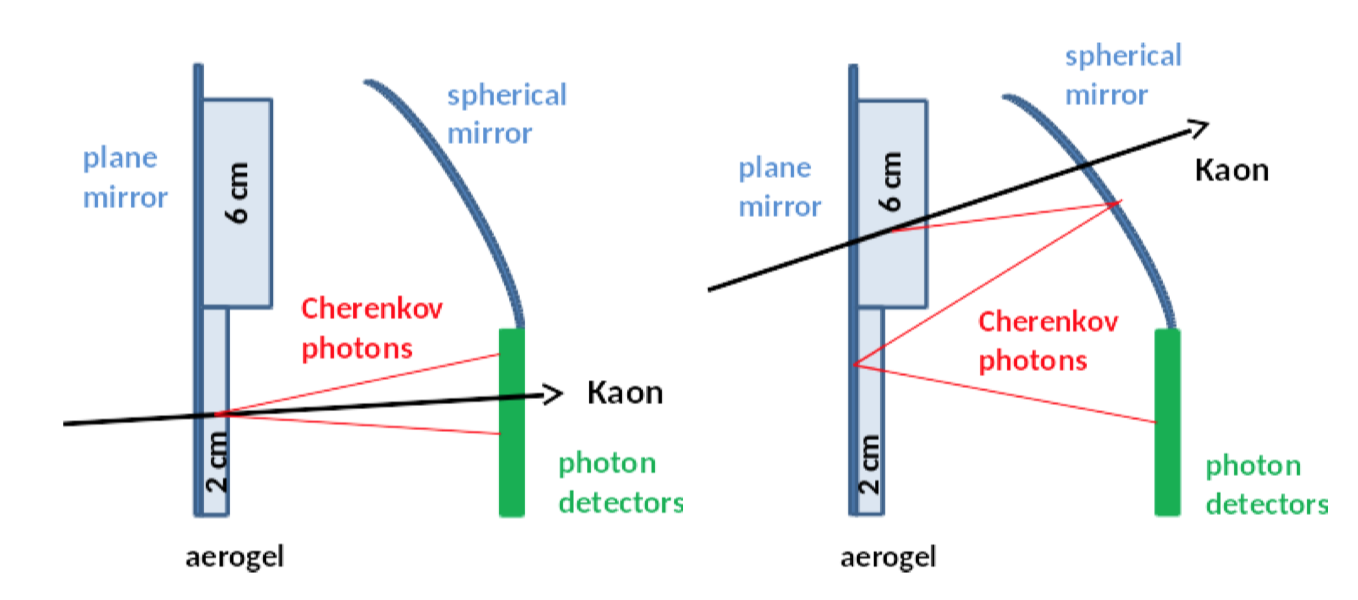 spherical
mirror
plane
mirror
6 cm
Cherenkov
photons
Kaon
2 cm
photon
detectors
aerogel
spherical
mirror
plane
mirror
6 cm
Kaon
Cherenkov
photons
2 cm
photon
detectors
aerogel